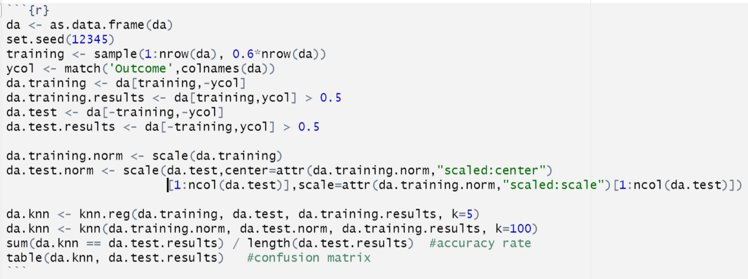 ```{r}
da <- as.data.frame(da)
set.seed(12345)
training <- sample(1:nrow(da), 0.6*nrow(da))
ycol <- match('Outcome',colnames(da))
da.training <- da[training,-ycol]
da.training.results <- da[training,ycol] > 0.5
da.test <- da[-training,-ycol]
da.test.results <- da[-training,ycol] > 0.5

da.training.norm <- scale(da.training)
da.test.norm <- scale(da.test,center=attr(da.training.norm,"scaled:center")
[1:ncol(da.test)],scale=attr(da.training.norm,"scaled:scale")[1:ncol(da.test)])

da.knn <- knn.reg(da.training, da.test, da.training.results, k=5)
da.knn <- knn(da.training.norm, da.test.norm, da.training.results, k=100)
sum(da.knn == da.test.results) / length(da.test.results)  #accuracy rate
table(da.knn, da.test.results)   #confusion matrix
```